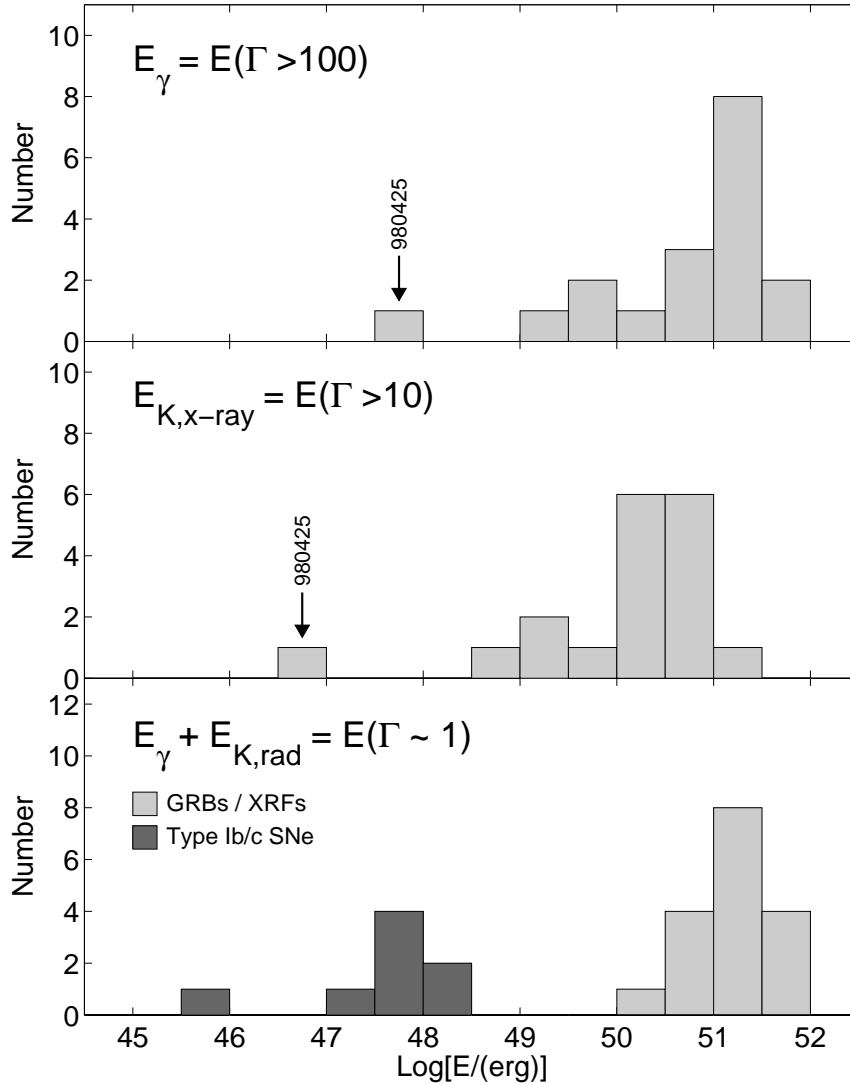 10
8
6
4
2
0
Number
E_γ = E(Γ >100)
980425
10
8
6
4
2
0
Number
E_K,x−ray = E(Γ >10)
980425
12
10
8
6
4
2
0
Number
E_γ + E_K,rad = E(Γ ~ 1)
GRBs / XRFs
Type Ib/c SNe
45 46 47 48 49 50 51 52
Log[E/(erg)]